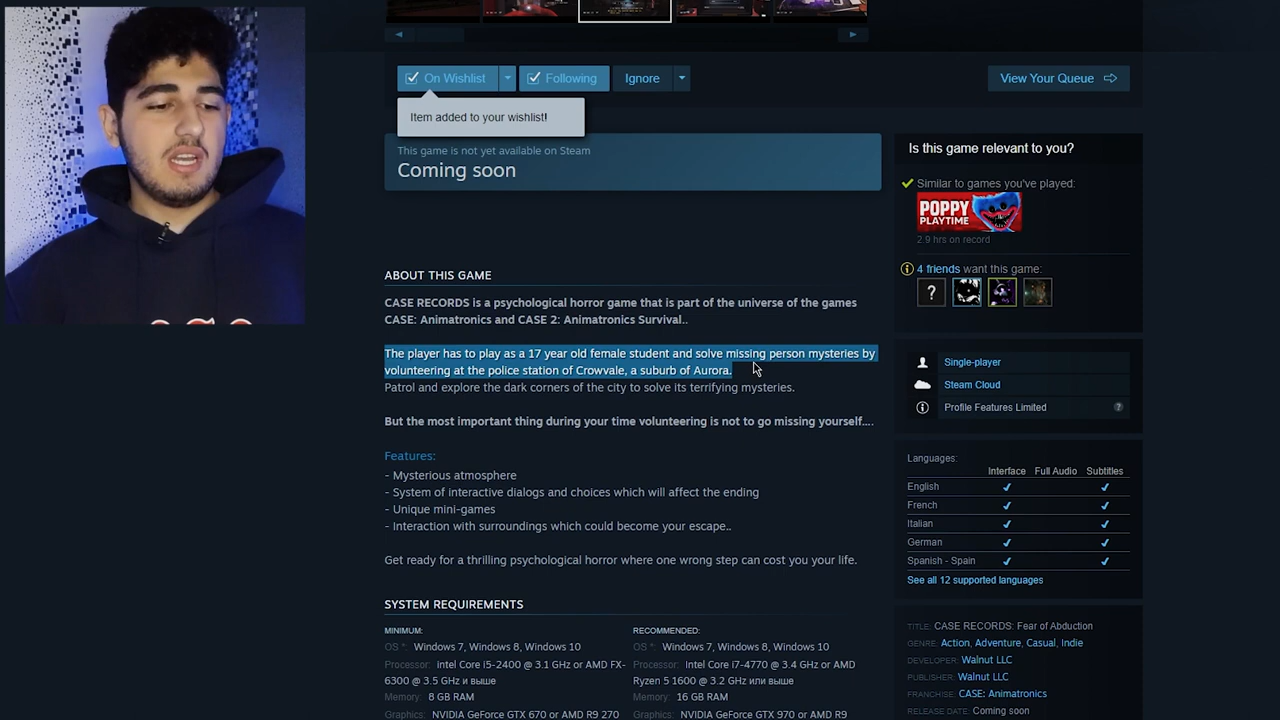 On Wishlist
Following
Ignore
View Your Queue
Item added to your wishlist!
This game is not yet available on Steam
Coming soon
ABOUT THIS GAME
CASE RECORDS is a psychological horror game that is part of the universe of the games
CASE: Animatronics and CASE 2: Animatronics Survival..
The player has to play as a 17 year old female student and solve missing person mysteries by
volunteering at the police station of Crowvale, a suburb of Aurora.
Patrol and explore the dark corners of the city to solve its terrifying mysteries.
But the most important thing during your time volunteering is not to go missing yourself....
Features:
- Mysterious atmosphere
- System of interactive dialogs and choices which will affect the ending
- Unique mini-games
- Interaction with surroundings which could become your escape..
Get ready for a thrilling psychological horror where one wrong step can cost you your life.
SYSTEM REQUIREMENTS
MINIMUM:
OS *: Windows 7, Windows 8, Windows 10
Processor: Intel Core i5-2400 @ 3.1 GHz or AMD FX-
6300 @ 3.5 GHz и выше
Memory: 8 GB RAM
Graphics: NVIDIA GeForce GTX 670 or AMD R9 270
RECOMMENDED:
OS *: Windows 7, Windows 8, Windows 10
Processor: Intel Core i7-4770 @ 3.4 GHz or AMD
Ryzen 5 1600 @ 3.2 GHz или выше
Memory: 16 GB RAM
Graphics: NVIDIA GeForce GTX 970 or AMD R9
Is this game relevant to you?
Similar to games you've played:
POPPY
PLAYTIME
2.9 hrs on record
4 friends want this game:
?
Single-player
Steam Cloud
Profile Features Limited ?
Languages:
Interface Full Audio Subtitles
English
French
Italian
German
Spanish - Spain
See all 12 supported languages
TITLE: CASE RECORDS: Fear of Abduction
GENRE: Action, Adventure, Casual, Indie
DEVELOPER: Walnut LLC
PUBLISHER: Walnut LLC
FRANCHISE: CASE: Animatronics
RELEASE DATE: Coming soon